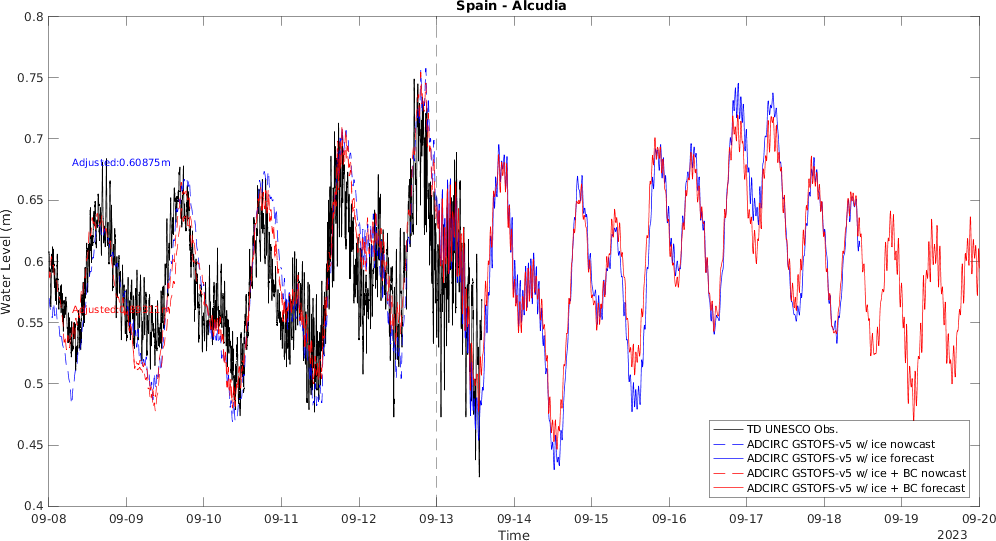 Spain - Alcudia
0.8
0.75
0.7
0.65
0.6
0.55
0.5
0.45
0.4
Water Level (m)
Adjusted:0.60875m
TD UNESCO Obs.
ADCIRC GSTOFS-v5 w/ ice nowcast
ADCIRC GSTOFS-v5 w/ ice forecast
ADCIRC GSTOFS-v5 w/ ice + BC nowcast
ADCIRC GSTOFS-v5 w/ ice + BC forecast
09-08 09-09 09-10 09-11 09-12 09-13 09-14 09-15 09-16 09-17 09-18 09-19 09-20
Time
2023